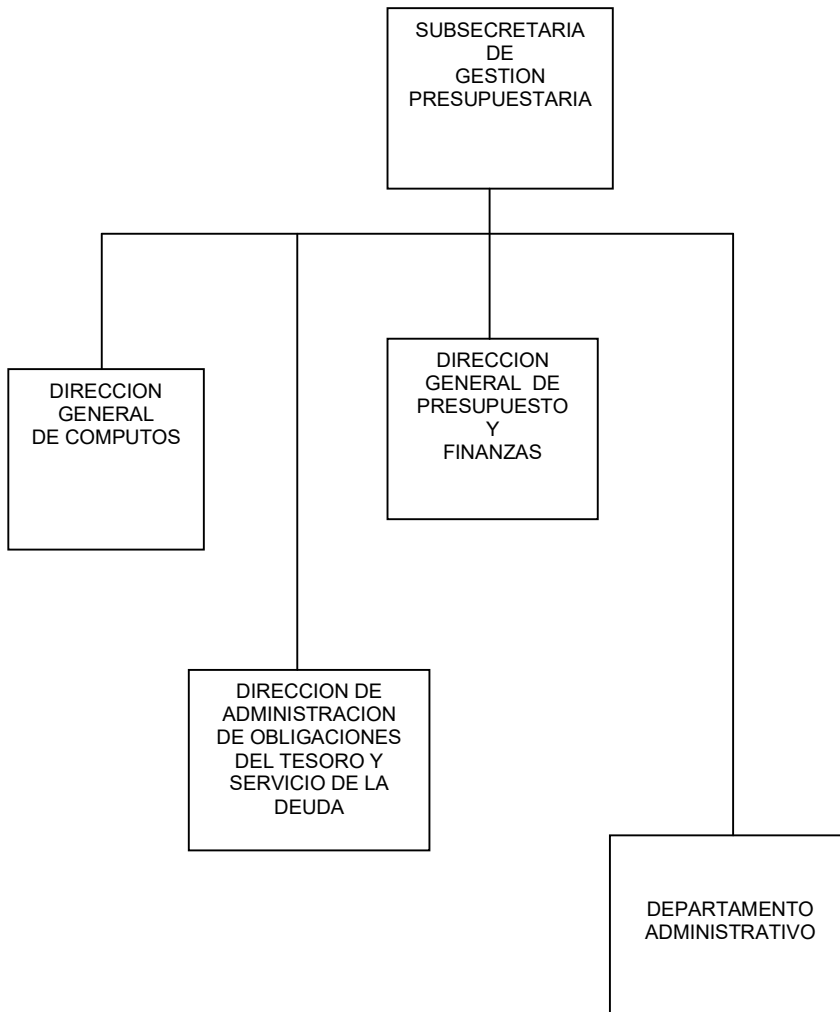 SUBSECRETARIA
DE
GESTION
PRESUPUESTARIA
DIRECCION
GENERAL
DE COMPUTOS
DIRECCION
GENERAL DE
PRESUPUESTO
Y
FINANZAS
DIRECCION DE
ADMINISTRACION
DE OBLIGACIONES
DEL TESORO Y
SERVICIO DE LA
DEUDA
DEPARTAMENTO
ADMINISTRATIVO